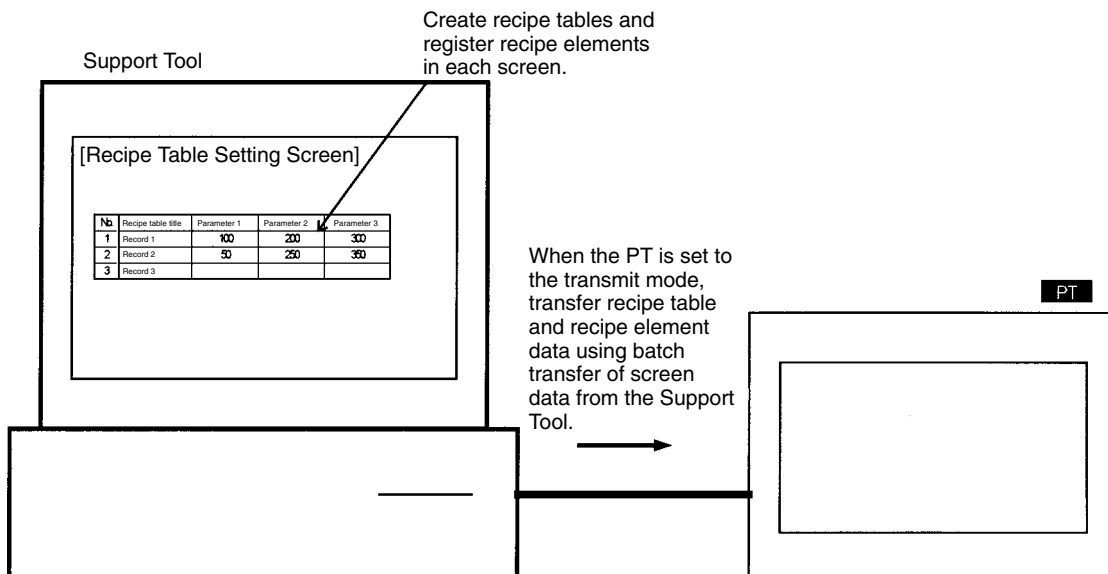 Create recipe tables and
register recipe elements
in each screen.
Support Tool
[Recipe Table Setting Screen]
No. Recipe table title Parameter 1 Parameter 2 Parameter 3
1 Record 1 100 200 300
2 Record 2 50 250 350
3 Record 3
When the PT is set to
the transmit mode,
transfer recipe table
and recipe element
data using batch
transfer of screen
data from the Support
Tool.
PT